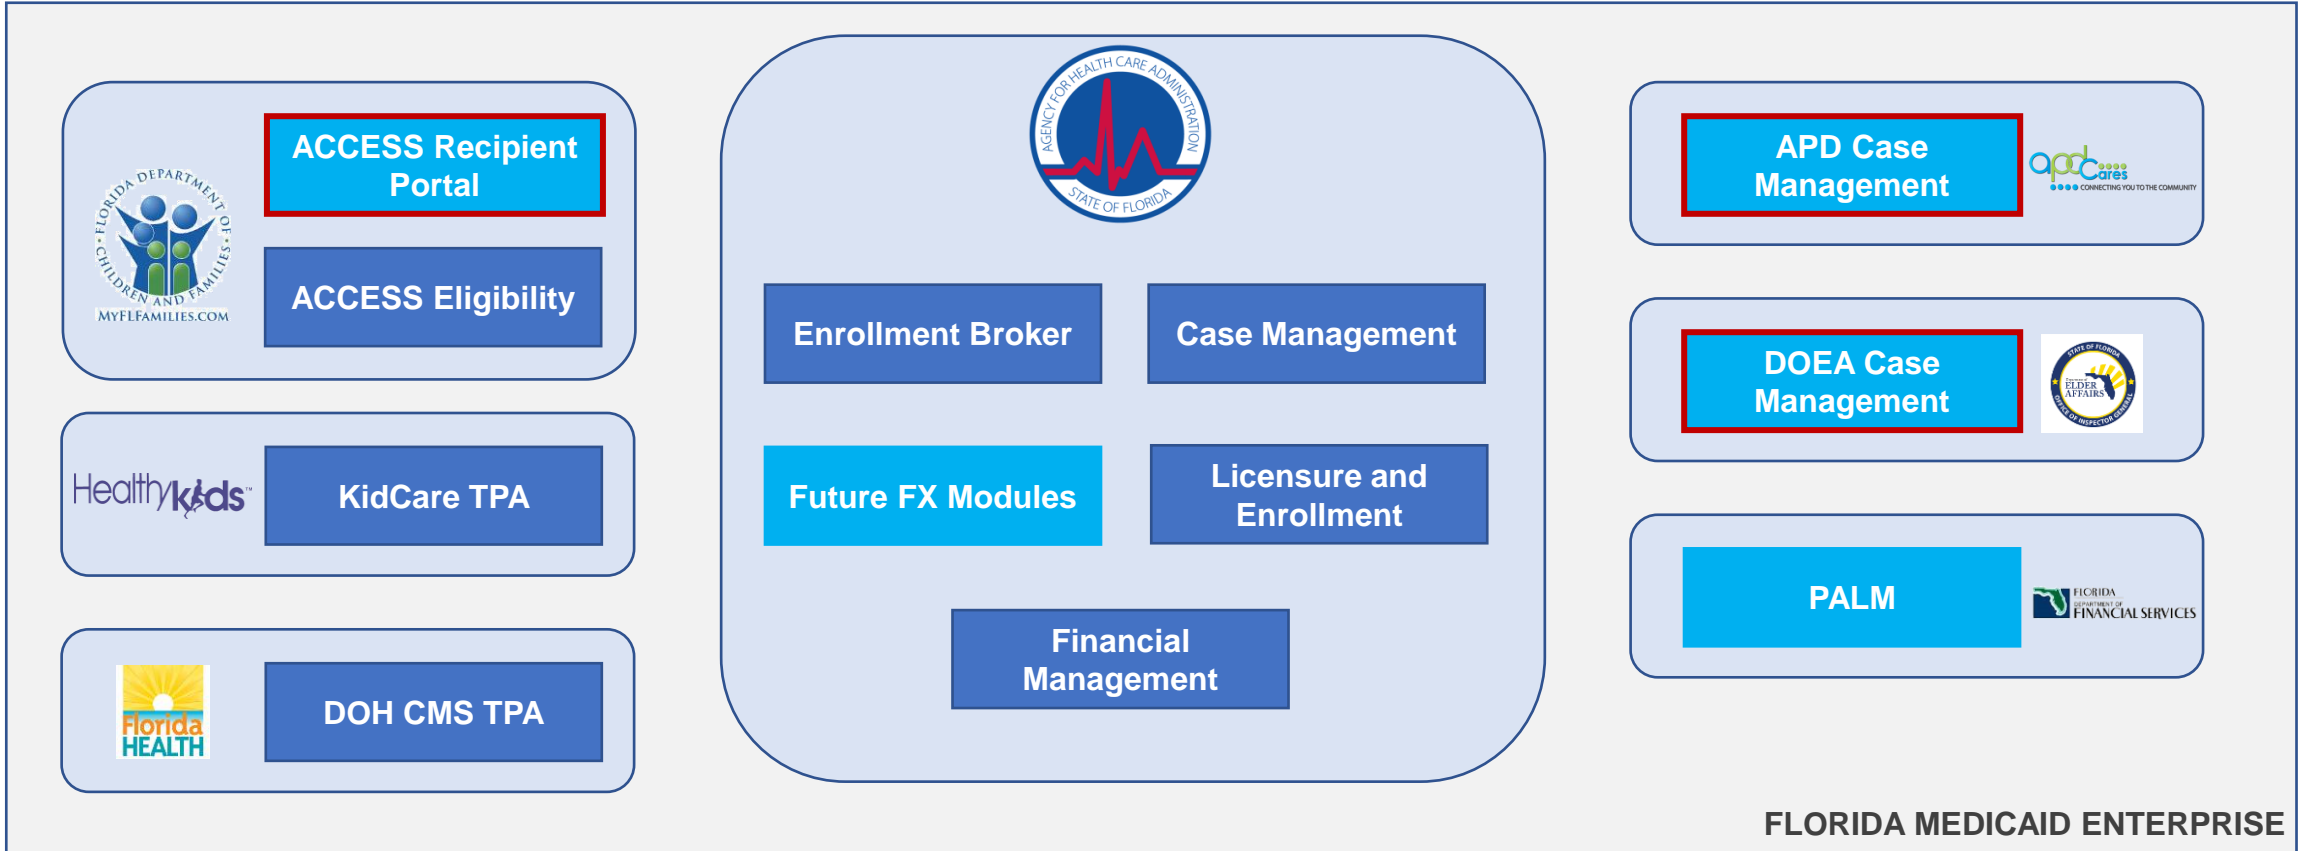 FLORIDA DEPARTMENT OF CHILDREN AND FAMILIES
MYFLFAMILIES.COM
ACCESS Recipient
Portal
ACCESS Eligibility
Healthykids™
KidCare TPA
Florida
HEALTH
DOH CMS TPA
AGENCY FOR HEALTH CARE ADMINISTRATION
STATE OF FLORIDA
Enrollment Broker
Case Management
Future FX Modules
Licensure and
Enrollment
Financial
Management
APD Case
Management
apdcares
CONNECTING YOU TO THE COMMUNITY
DOEA Case
Management
STATE OF FLORIDA
Department of
ELDER
AFFAIRS
OFFICE OF INSPECTOR GENERAL
PALM
FLORIDA
DEPARTMENT OF
FINANCIAL SERVICES
FLORIDA MEDICAID ENTERPRISE